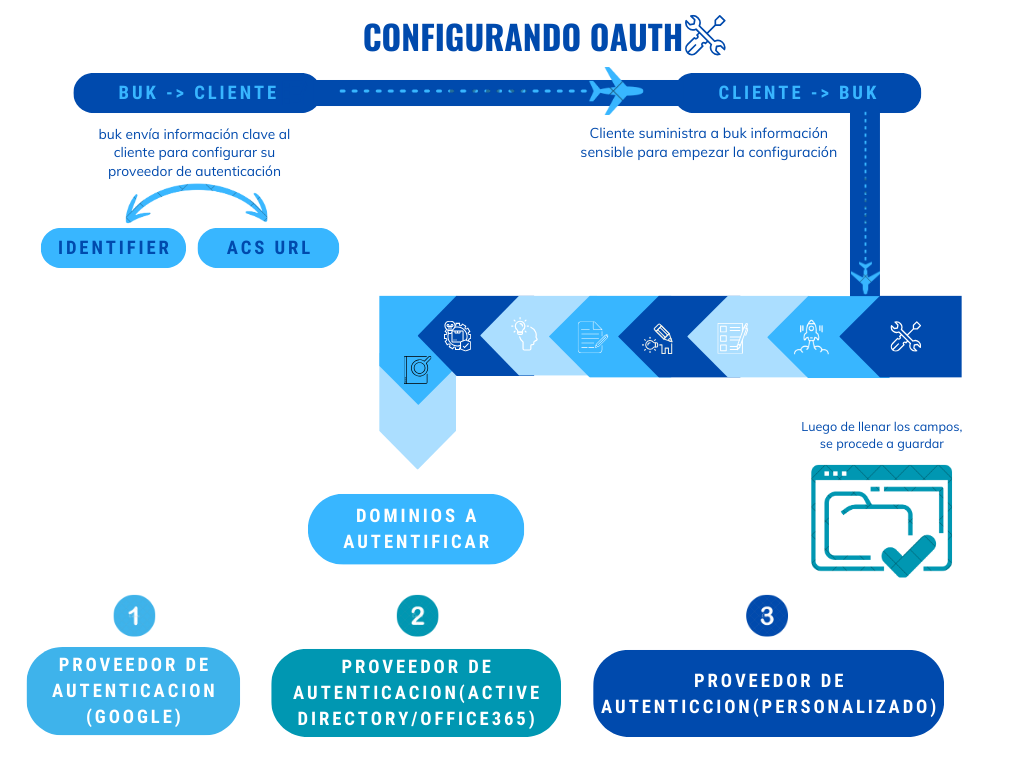 CONFIGURANDO OAUTH
BUK -> CLIENTE
CLIENTE -> BUK
buk envía información clave al
cliente para configurar su
proveedor de autenticación
Cliente suministra a buk información
sensible para empezar la configuración
IDENTIFIER
ACS URL
Luego de llenar los campos,
se procede a guardar
DOMINIOS A
AUTENTIFICAR
1
PROVEEDOR DE
AUTENTICACION
(GOOGLE)
2
PROVEEDOR DE
AUTENTICACION(ACTIVE
DIRECTORY/OFFICE365)
3
PROVEEDOR DE
AUTENTICCION(PERSONALIZADO)